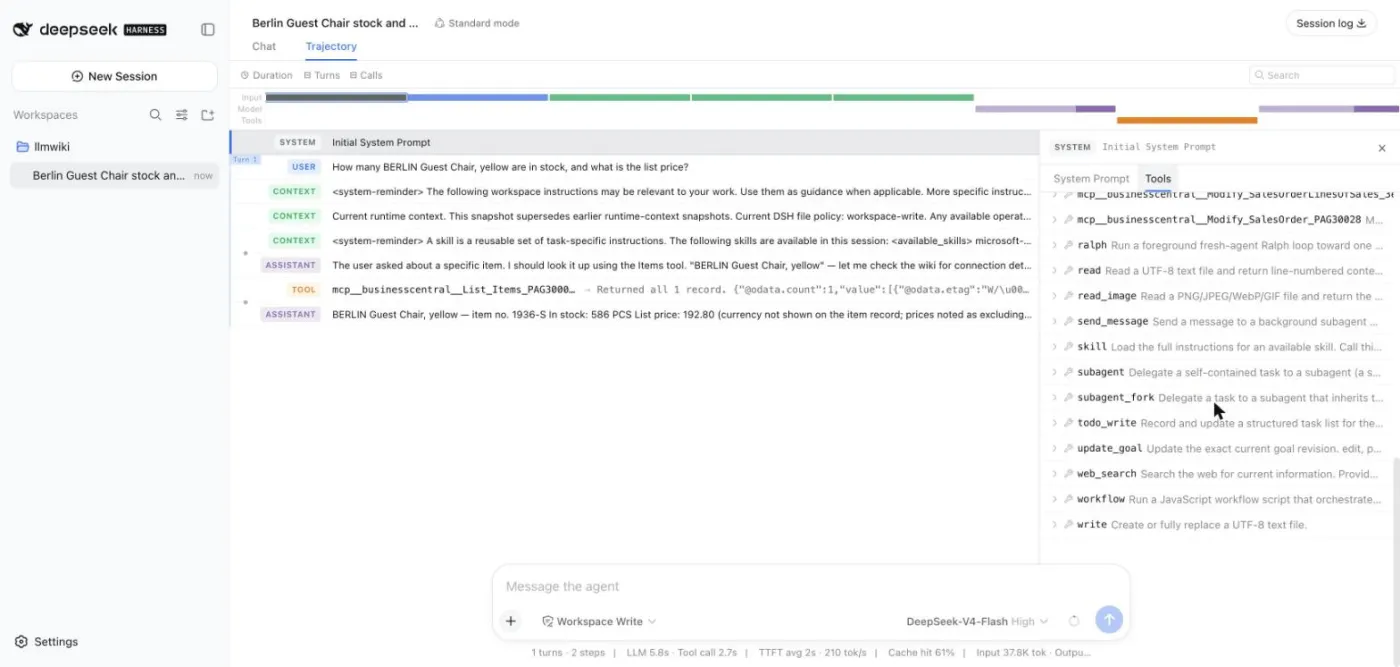 deepseek HARNESS
New Session
Workspaces
llmwiki
Berlin Guest Chair stock an... now
Settings
Berlin Guest Chair stock and ... Standard mode
Session log
Chat Trajectory
Duration Turns Calls
Search
Input
Model
Tools
SYSTEM Initial System Prompt
Turn 1
USER How many BERLIN Guest Chair, yellow are in stock, and what is the list price?
CONTEXT <system-reminder> The following workspace instructions may be relevant to your work. Use them as guidance when applicable. More specific instruc...
CONTEXT Current runtime context. This snapshot supersedes earlier runtime-context snapshots. Current DSH file policy: workspace-write. Any available operat...
CONTEXT <system-reminder> A skill is a reusable set of task-specific instructions. The following skills are available in this session: <available_skills> microsoft-...
ASSISTANT The user asked about a specific item. I should look it up using the Items tool. "BERLIN Guest Chair, yellow" — let me check the wiki for connection det...
TOOL mcp__businesscentral__List_Items_PAG3000… → Returned all 1 record. {"@odata.count":1,"value":[{"@odata.etag":"W/\u00…
ASSISTANT BERLIN Guest Chair, yellow — item no. 1936-S In stock: 586 PCS List price: 192.80 (currency not shown on the item record; prices noted as excluding...
SYSTEM Initial System Prompt
System Prompt Tools
mcp__businesscentral__Modify_SalesOrderLinesOfSales_Se
mcp__businesscentral__Modify_SalesOrder_PAG30028 M...
ralph Run a foreground fresh-agent Ralph loop toward one ...
read Read a UTF-8 text file and return line-numbered conte...
read_image Read a PNG/JPEG/WebP/GIF file and return the ...
send_message Send a message to a background subagent ...
skill Load the full instructions for an available skill. Call thi...
subagent Delegate a self-contained task to a subagent (a s...
subagent_fork Delegate a task to a subagent that inherits t...
todo_write Record and update a structured task list for the...
update_goal Update the exact current goal revision. edit, p...
web_search Search the web for current information. Provid...
workflow Run a JavaScript workflow script that orchestrate...
write Create or fully replace a UTF-8 text file.
Message the agent
Workspace Write DeepSeek-V4-Flash High
1 turns · 2 steps | LLM 5.8s · Tool call 2.7s | TTFT avg 2s · 210 tok/s | Cache hit 61% | Input 37.8K tok · Outpu...